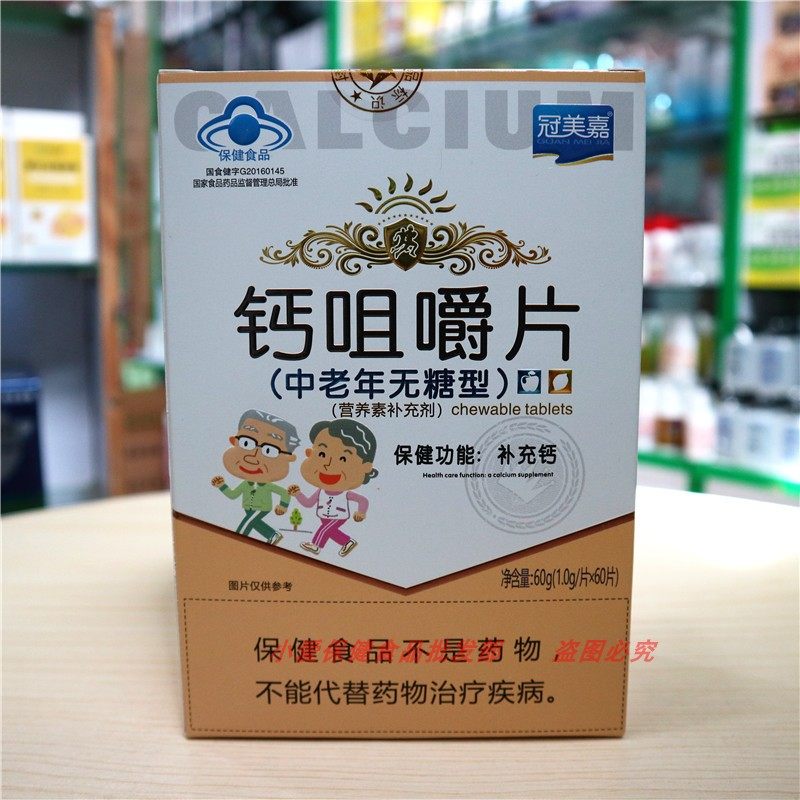 CALCIUM
保健食品
国食健字G20160145
国家食品药品监督管理总局批准
冠美嘉
GUAN MEI JIA
钙咀嚼片
（中老年无糖型）
（营养素补充剂）chewable tablets
保健功能：补充钙
Health care function: a calcium supplement
净含量:60g(1.0g/片×60片)
图片仅供参考
保健食品不是药物，
不能代替药物治疗疾病。
盗图必究